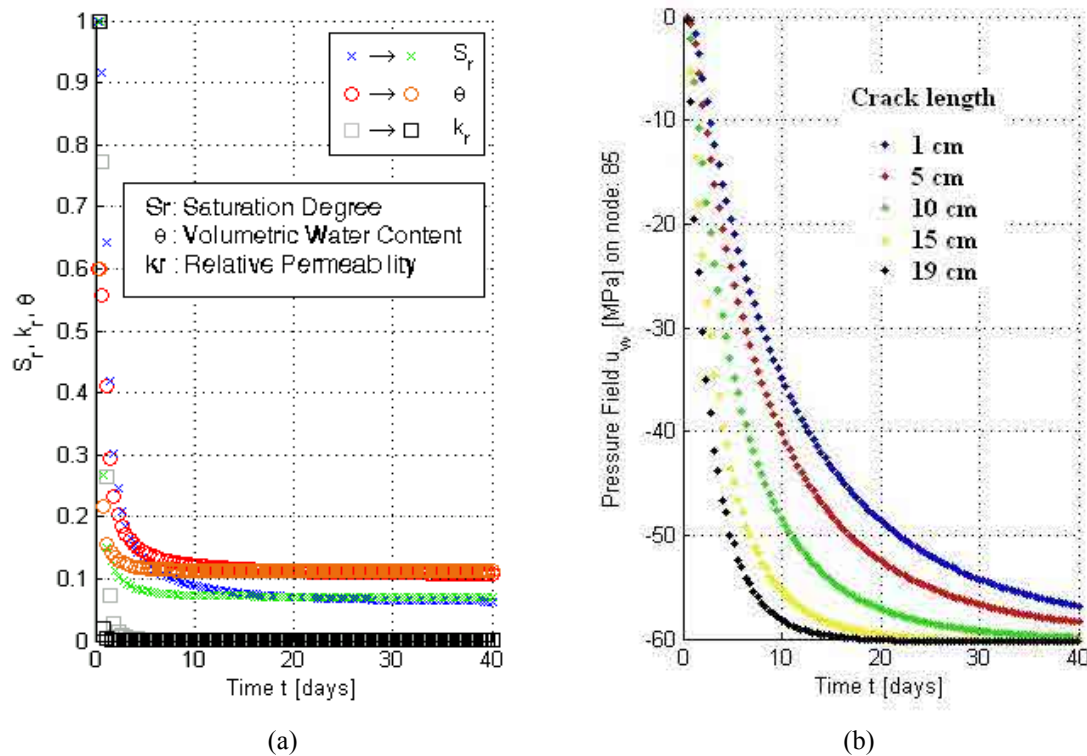 1
0.9
0.8
0.7
0.6
0.5
0.4
0.3
0.2
0.1
0
S_r, k_r, θ
× → × S_r
○ → ○ θ
□ → □ k_r
Sr: Saturation Degree
θ : Volumetric Water Content
kr : Relative Permeability
0 10 20 30 40
Time t [days]
(a)
0
-10
-20
-30
-40
-50
-60
Pressure Field u_w [MPa] on node: 85
Crack length
1 cm
5 cm
10 cm
15 cm
19 cm
0 10 20 30 40
Time t [days]
(b)